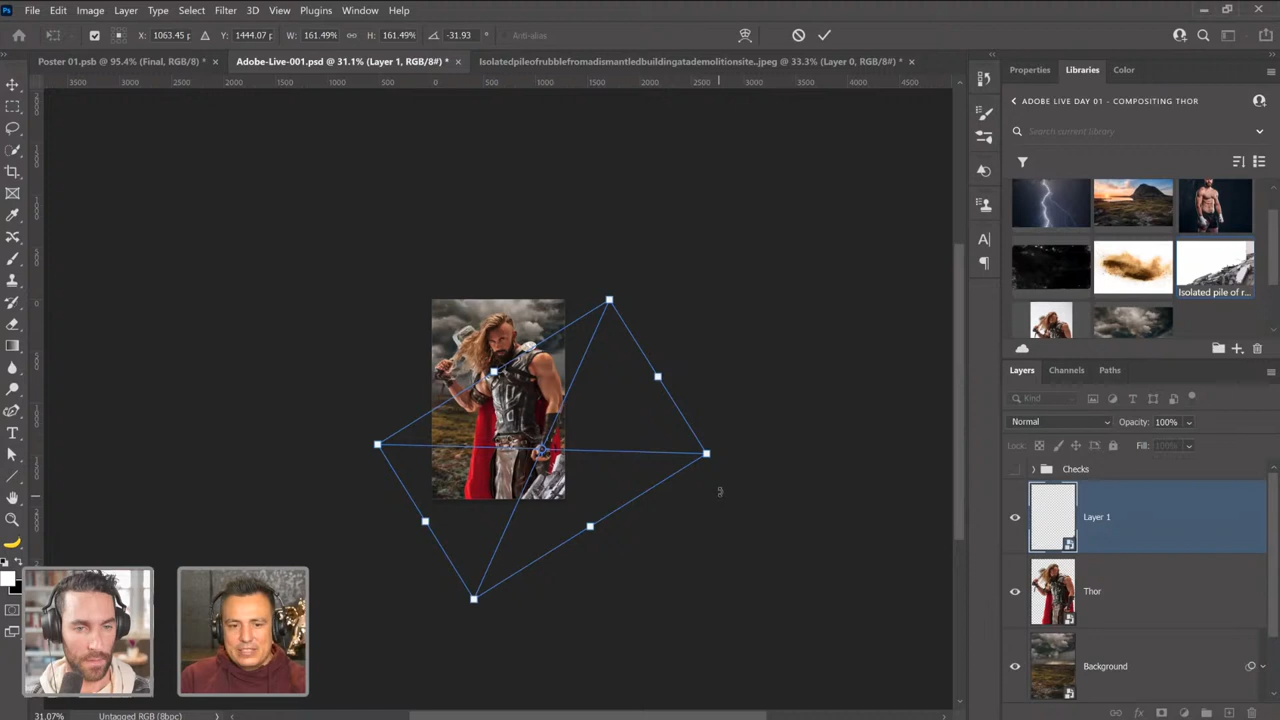 Ps File Edit Image Layer Type Select Filter 3D View Plugins Window Help
X: 1063.45 p Y: 1444.07 p W: 161.49% H: 161.49% -31.93 ° Anti-alias
Poster 01.psb @ 95.4% (Final, RGB/8) * × Adobe-Live-001.psd @ 31.1% (Layer 1, RGB/8#) * × Isolatedpileofrubblefromadismantledbuildingatademolitionsite..jpeg @ 33.3% (Layer 0, RGB/8#) * ×
3500 3000 2500 2000 1500 1000 500 0 500 1000 1500 2000 2500 3000 3500 4000 4500
Properties Libraries Color
ADOBE LIVE DAY 01 - COMPOSITING THOR
Search current library
Isolated pile of r...
Layers Channels Paths
Kind
Normal Opacity: 100%
Lock: Fill: 100%
Checks
Layer 1
Thor
Background
31.07% Untagged RGB (8bpc)